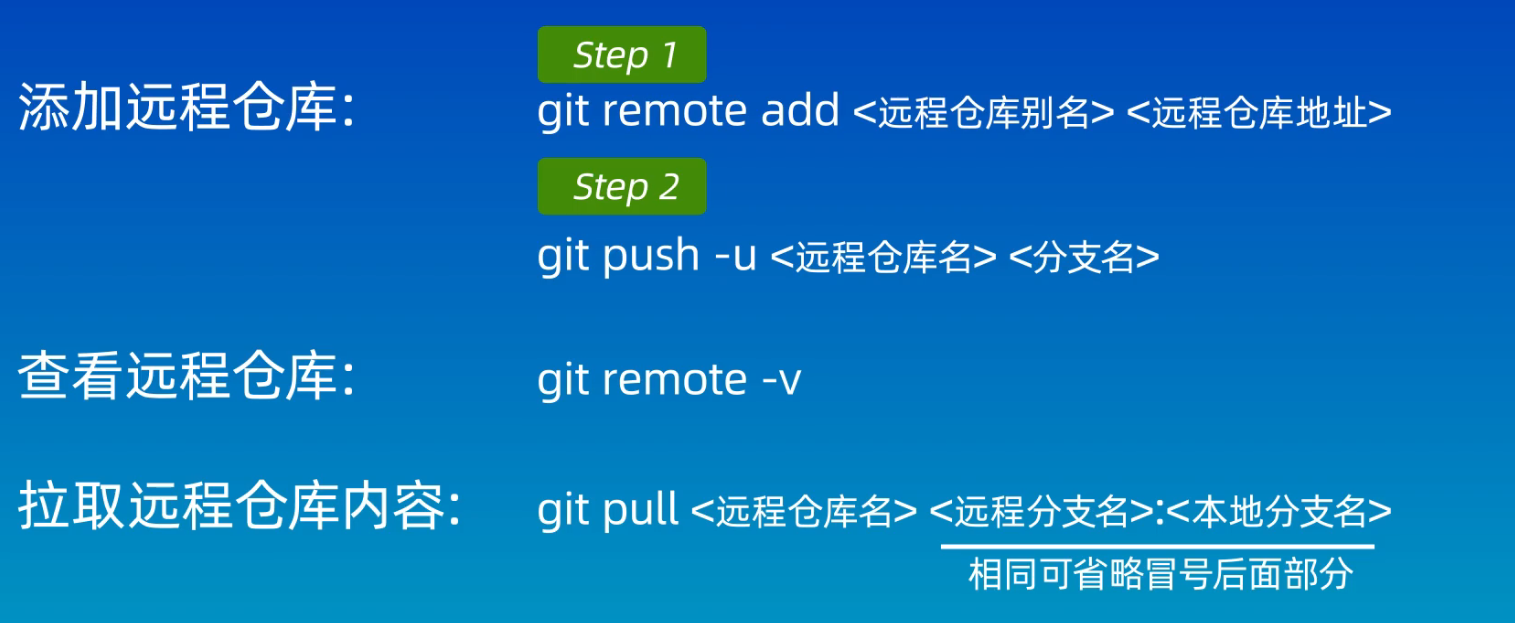 Step 1
添加远程仓库: git remote add <远程仓库别名> <远程仓库地址>
Step 2
git push -u <远程仓库名> <分支名>
查看远程仓库: git remote -v
拉取远程仓库内容: git pull <远程仓库名> <远程分支名>:<本地分支名>
相同可省略冒号后面部分